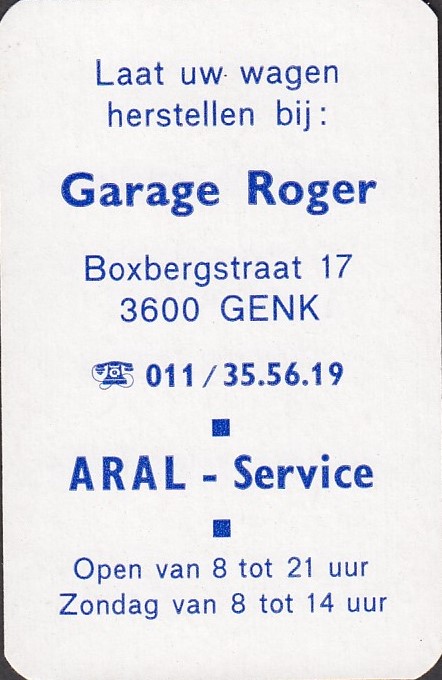 Laat uw wagen
herstellen bij:
Garage Roger
Boxbergstraat 17
3600 GENK
☎ 011/35.56.19
ARAL - Service
Open van 8 tot 21 uur
Zondag van 8 tot 14 uur